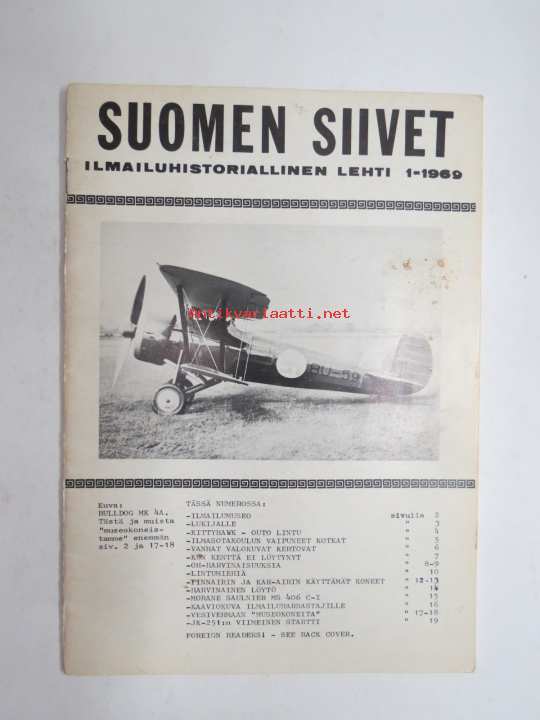 SUOMEN SIIVET
ILMAILUHISTORIALLINEN LEHTI 1-1969
Antikvariaatti.net
BU-59
Kuva:
BULLDOG MK 4A.
Tästä ja muista
"museokoneis-
tamme" enemmän
siv. 2 ja 17-18
TÄSSÄ NUMEROSSA:
-ILMAILUMUSEO sivulla 2
-LUKIJALLE " 3
-KITTYHAWK - OUTO LINTU " 4
-ILMASOTAKOULUN VAIPUNEET KOTKAT " 5
-VANHAT VALOKUVAT KERTOVAT " 6
-KUN KENTTÄ EI LÖYTYNYT " 7
-OH-HARVINAISUUKSIA " 8-9
-LINTUMIEHIÄ " 10
-FINNAIRIN JA KAR-AIRIN KÄYTTÄMÄT KONEET " 12-13
-HARVINAINEN LÖYTÖ " 14
-MORANE SAULNIER MS 406 C-I " 15
-KAAVIOKUVA ILMAILUHARRASTAJILLE " 16
-VESIVEHMAAN "MUSEOKONEITA" " 17-18
-JK-251:n VIIMEINEN STARTTI " 19
FOREIGN READERS! - SEE BACK COVER.